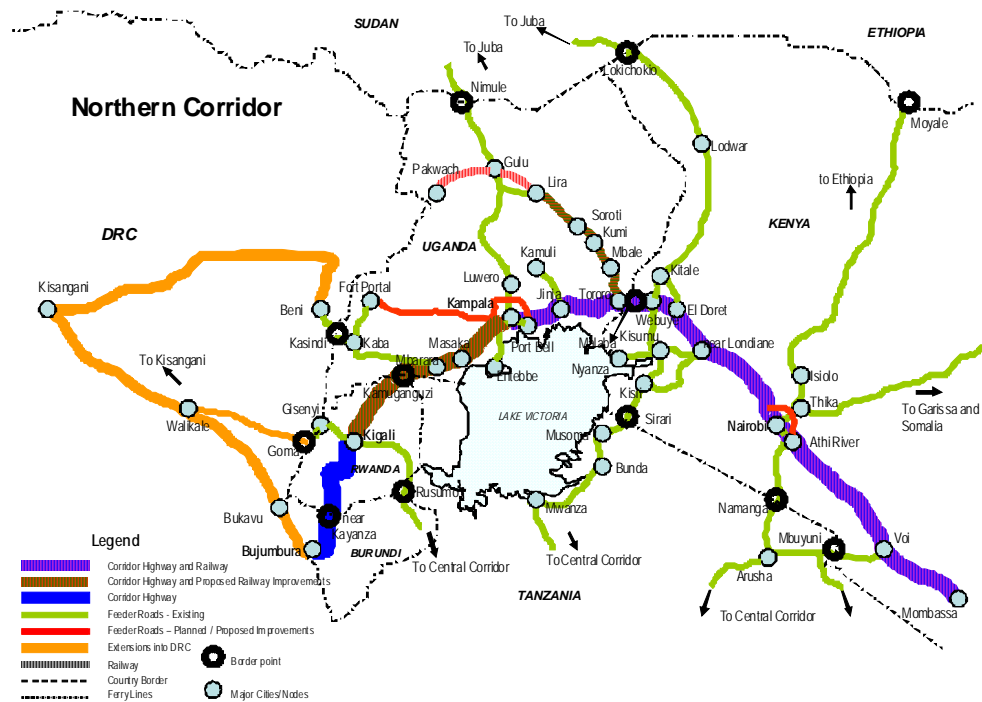 SUDAN
To Juba
ETHIOPIA
To Juba
Lokichokio
Northern Corridor
Nimule
Moyale
Lodwar
Gulu
Pakwach
Lira
to Ethiopia
Soroti
KENYA
DRC
Kumi
UGANDA
Kamuli
Mbale
Kitale
Luwero
Kisangani
Fort Portal
Kampala
Jinja
Tororo
Beni
Webuye
El Doret
Kasindi
Kaba
Masaka
Port Bell
Malaba
Kisumu
near Londiane
To Kisangani
Mbarara
Entebbe
Nyanza
Isiolo
Kamuganguzi
Kish
Thika
Gisenyi
LAKE VICTORIA
Sirari
To Garissa and
Somalia
Walikale
Kigali
Nairobi
Goma
Musoma
Athi River
RWANDA
Bunda
Rusumo
Mwanza
Namanga
Bukavu
near
Kayanza
Mbuyuni
Voi
Legend
Bujumbura
BURUNDI
To Central Corridor
To Central Corridor
Arusha
Corridor Highway and Railway
Corridor Highway and Proposed Railway Improvements
TANZANIA
Mombassa
Corridor Highway
To Central Corridor
Feeder Roads - Existing
Feeder Roads – Planned / Proposed Improvements
Extensions into DRC
Border point
Railway
Country Border
Ferry Lines
Major Cities/Nodes